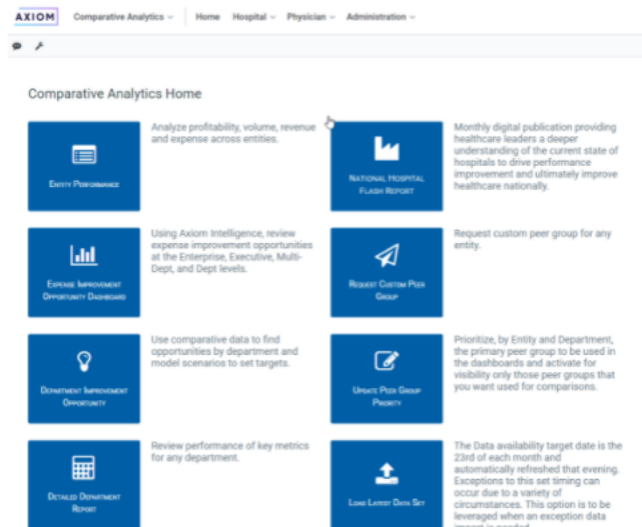 AXIOM
Comparative Analytics
Home
Hospital
Physician
Administration
Comparative Analytics Home
ENTITY PERFORMANCE
Analyze profitability, volume, revenue
and expense across entities.
NATIONAL HOSPITAL
FLASH REPORT
Monthly digital publication providing
healthcare leaders a deeper
understanding of the current state of
hospitals to drive performance
improvement and ultimately improve
healthcare nationally.
EXPENSE IMPROVEMENT
OPPORTUNITY DASHBOARD
Using Axiom Intelligence, review
expense improvement opportunities
at the Enterprise, Executive, Multi-
Dept, and Dept levels.
REQUEST CUSTOM PEER
GROUP
Request custom peer group for any
entity.
DEPARTMENT IMPROVEMENT
OPPORTUNITY
Use comparative data to find
opportunities by department and
model scenarios to set targets.
UPDATE PEER GROUP
PRIORITY
Prioritize, by Entity and Department,
the primary peer group to be used in
the dashboards and activate for
visibility only those peer groups that
you want used for comparisons.
DETAILED DEPARTMENT
REPORT
Review performance of key metrics
for any department.
LOAD LATEST DATA SET
The Data availability target date is the
23rd of each month and
automatically refreshed that evening.
Exceptions to this set timing can
occur due to a variety of
circumstances. This option is to be
leveraged when an exception data
import is needed